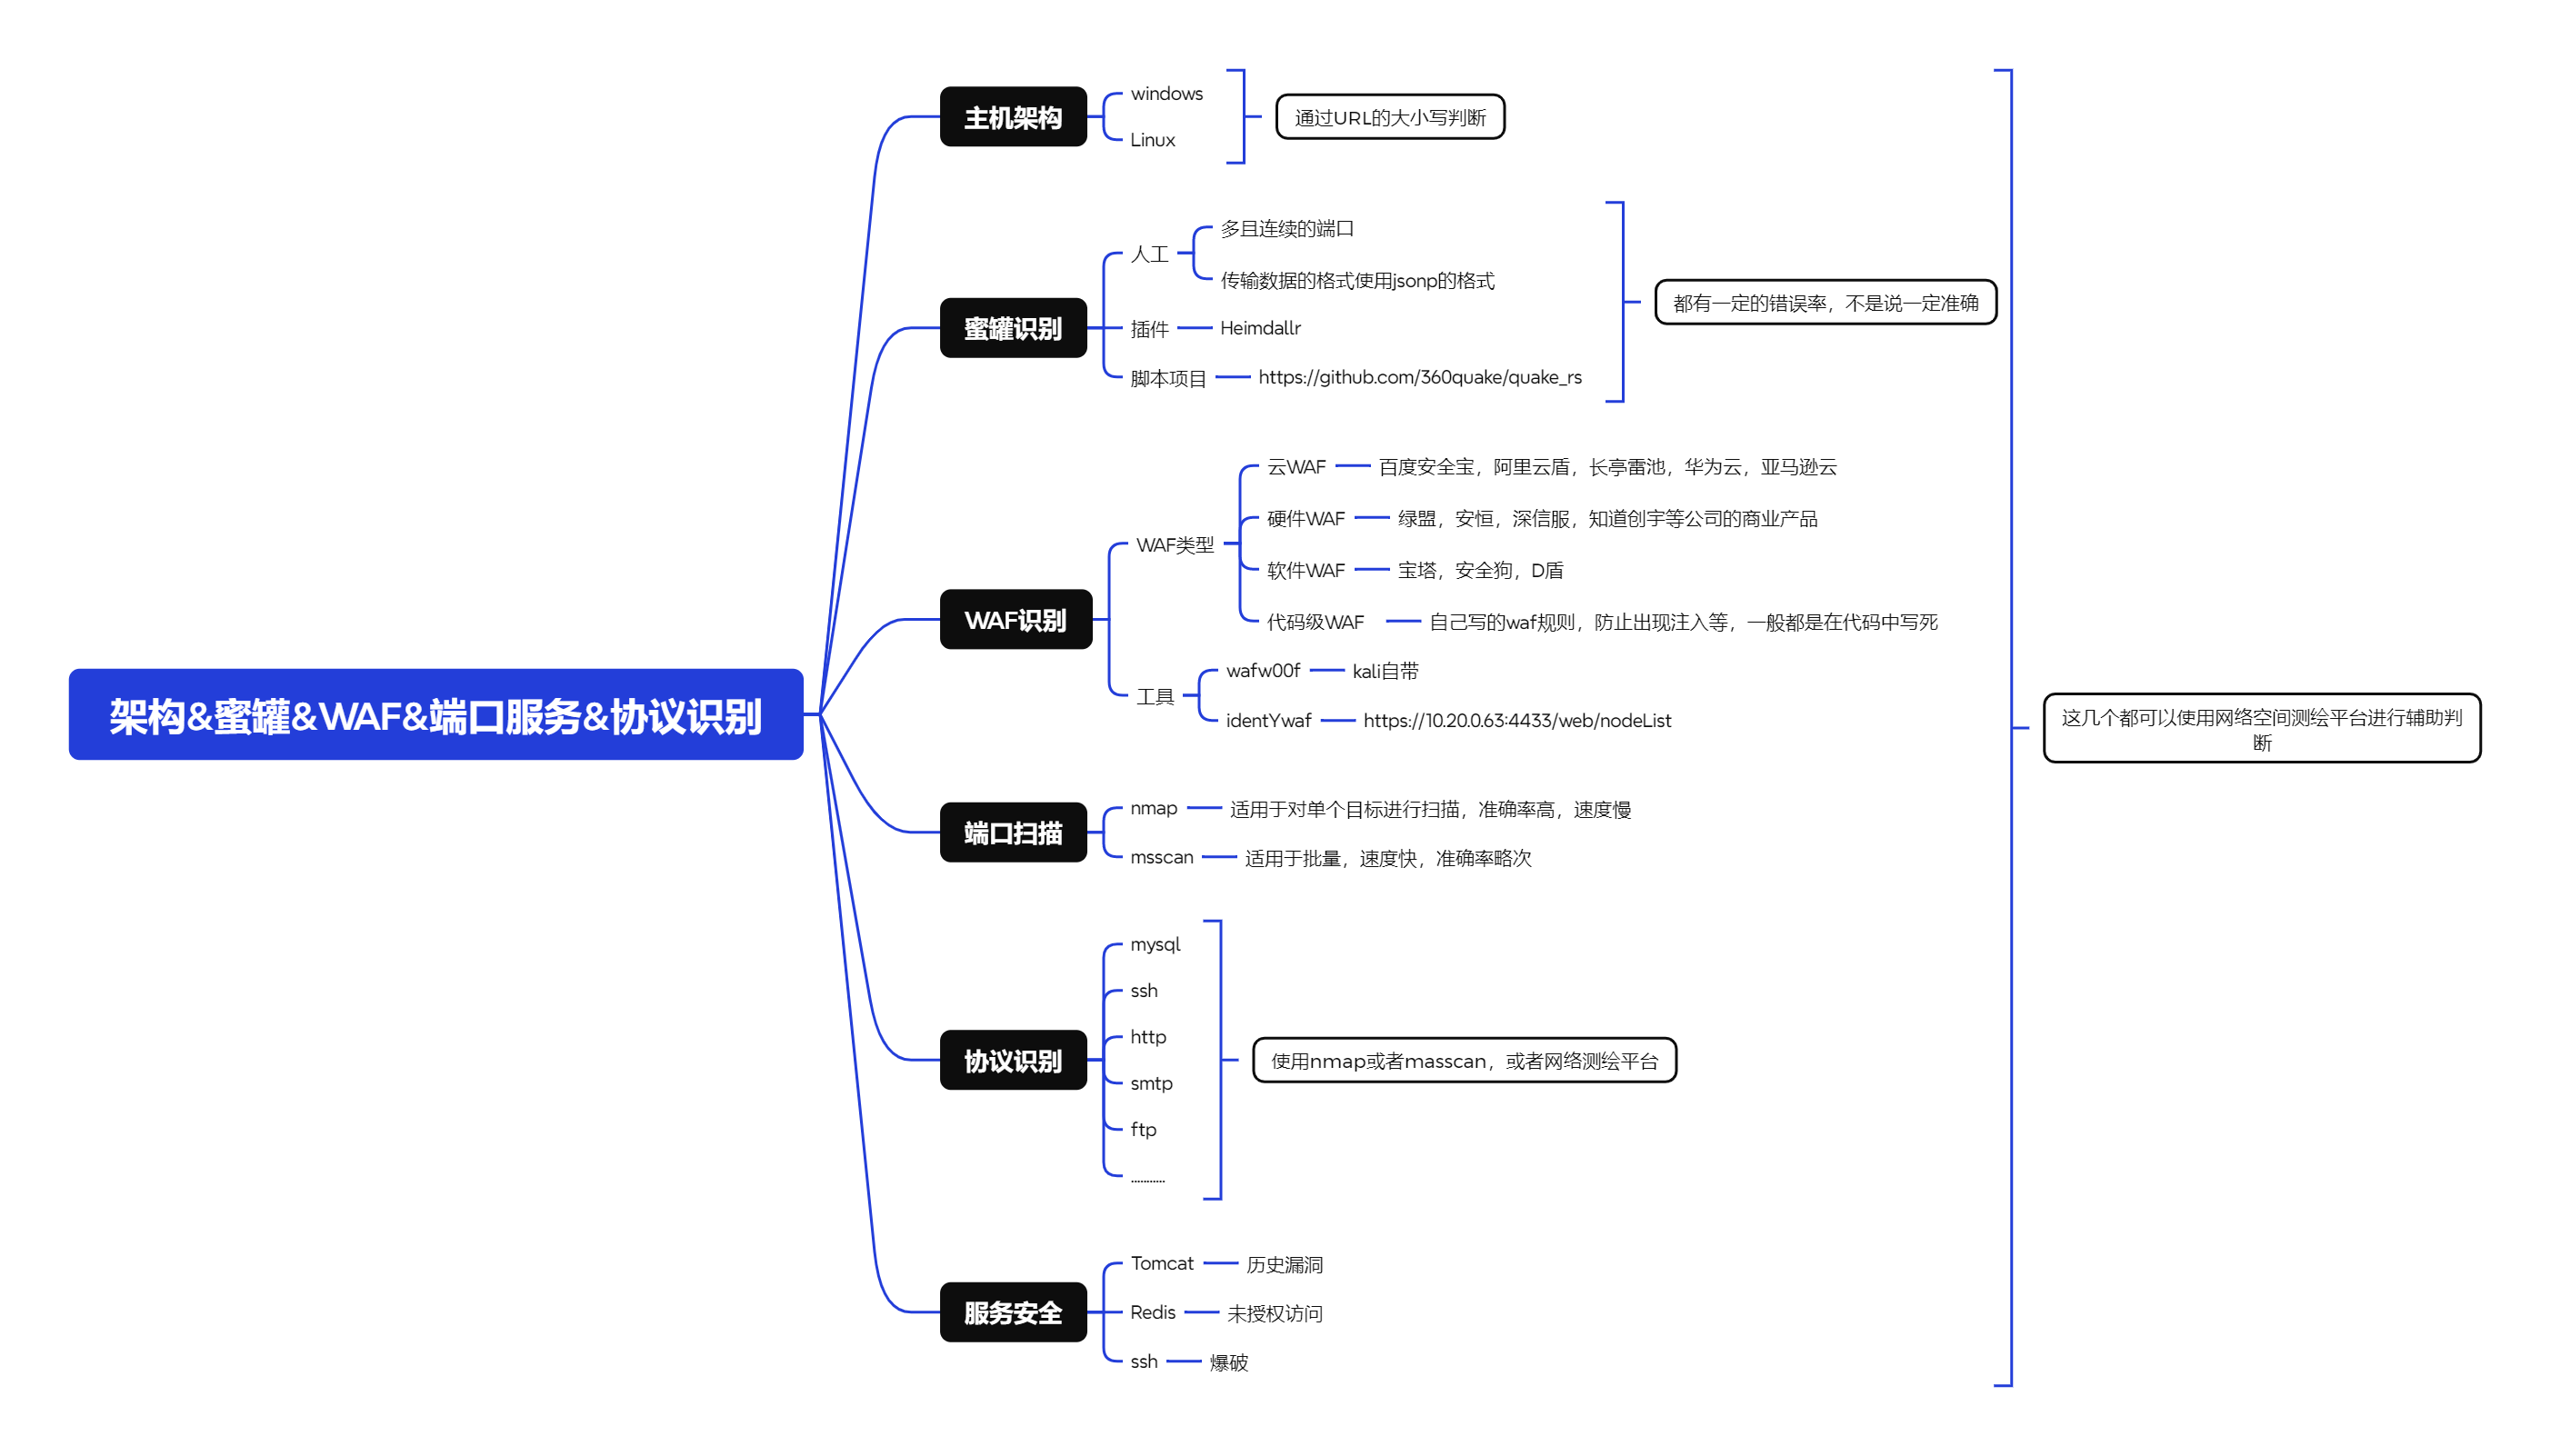 架构&蜜罐&WAF&端口服务&协议识别
主机架构
windows
Linux
通过URL的大小写判断
蜜罐识别
人工
多且连续的端口
传输数据的格式使用jsonp的格式
插件
Heimdallr
脚本项目
https://github.com/360quake/quake_rs
都有一定的错误率，不是说一定准确
WAF识别
WAF类型
云WAF
百度安全宝，阿里云盾，长亭雷池，华为云，亚马逊云
硬件WAF
绿盟，安恒，深信服，知道创宇等公司的商业产品
软件WAF
宝塔，安全狗，D盾
代码级WAF
自己写的waf规则，防止出现注入等，一般都是在代码中写死
工具
wafw00f
kali自带
identYwaf
https://10.20.0.63:4433/web/nodeList
端口扫描
nmap
适用于对单个目标进行扫描，准确率高，速度慢
msscan
适用于批量，速度快，准确率略次
协议识别
mysql
ssh
http
smtp
ftp
...........
使用nmap或者masscan，或者网络测绘平台
服务安全
Tomcat
历史漏洞
Redis
未授权访问
ssh
爆破
这几个都可以使用网络空间测绘平台进行辅助判
断